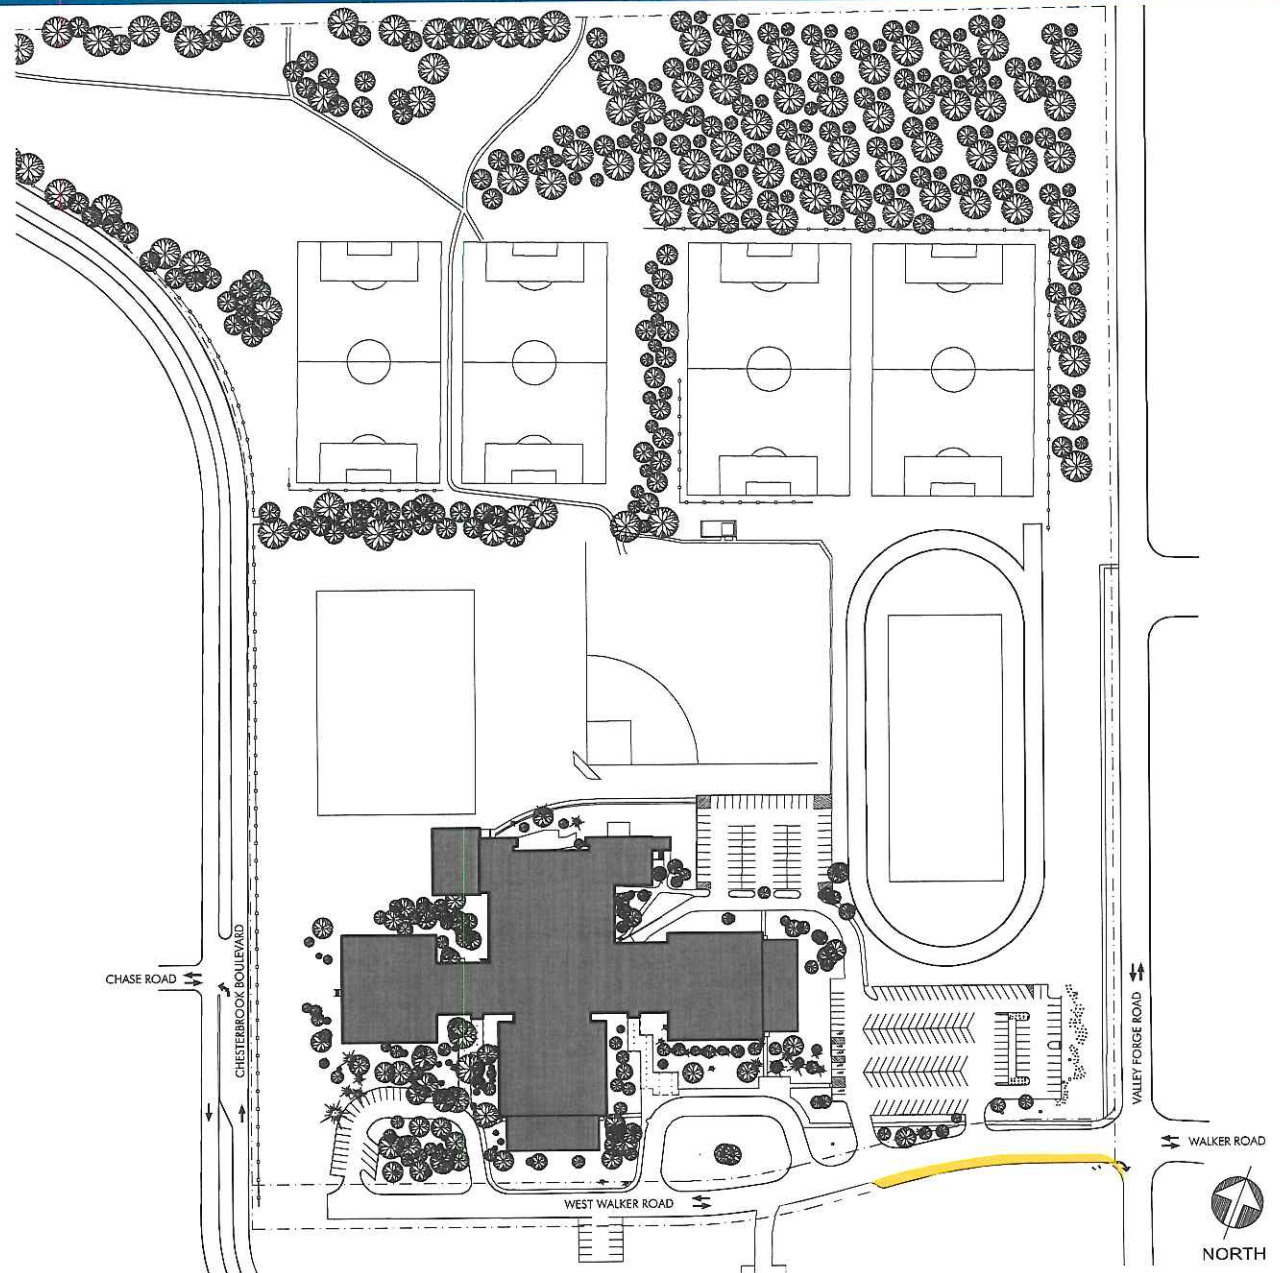 CHASE ROAD
CHESTERBROOK BOULEVARD
VALLEY FORGE ROAD
WALKER ROAD
WEST WALKER ROAD
NORTH